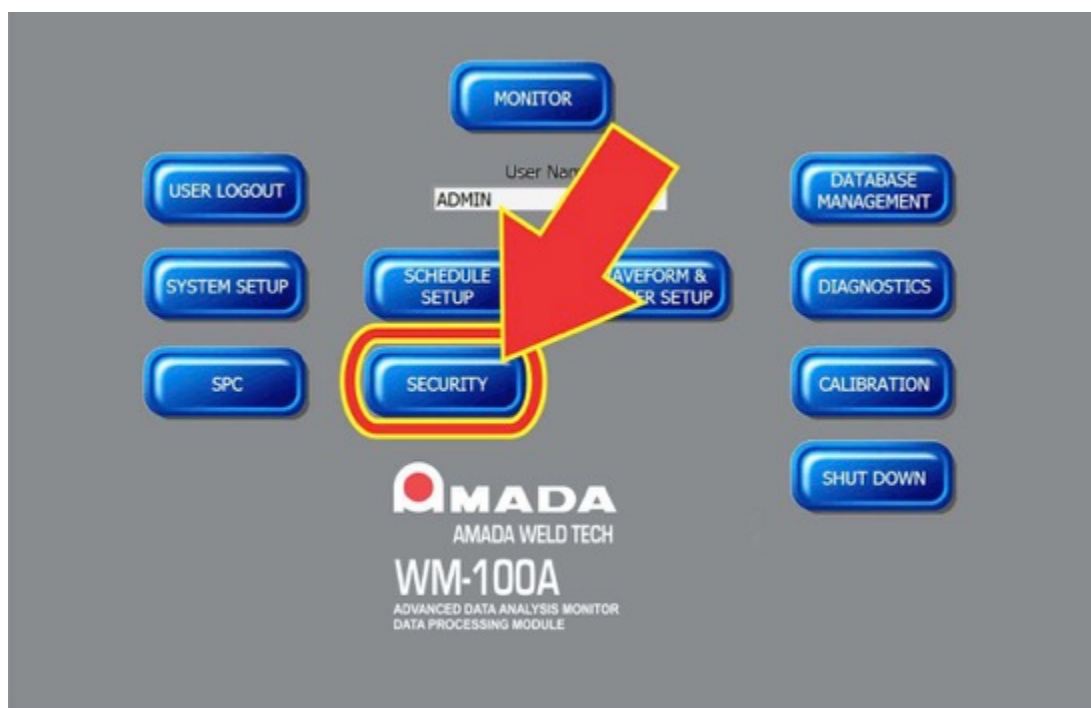 MONITOR
User Nam
ADMIN
USER LOGOUT
DATABASE
MANAGEMENT
SYSTEM SETUP
SCHEDULE
SETUP
AVEFORM &
ER SETUP
DIAGNOSTICS
SPC
SECURITY
CALIBRATION
SHUT DOWN
AMADA
AMADA WELD TECH
WM-100A
ADVANCED DATA ANALYSIS MONITOR
DATA PROCESSING MODULE